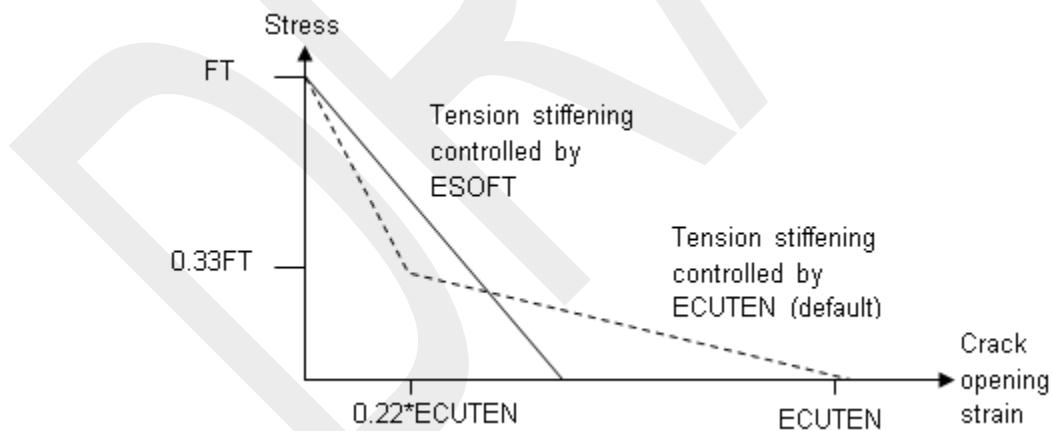 Stress
FT
Tension stiffening
controlled by
ESOFT
0.33FT
Tension stiffening
controlled by
ECUTEN (default)
Crack
opening
strain
0.22*ECUTEN
ECUTEN